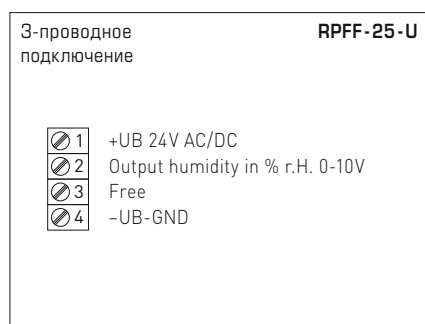 3-проводное RPFF-25-U
подключение
1 +UB 24V AC/DC
2 Output humidity in % r.H. 0-10V
3 Free
4 –UB-GND